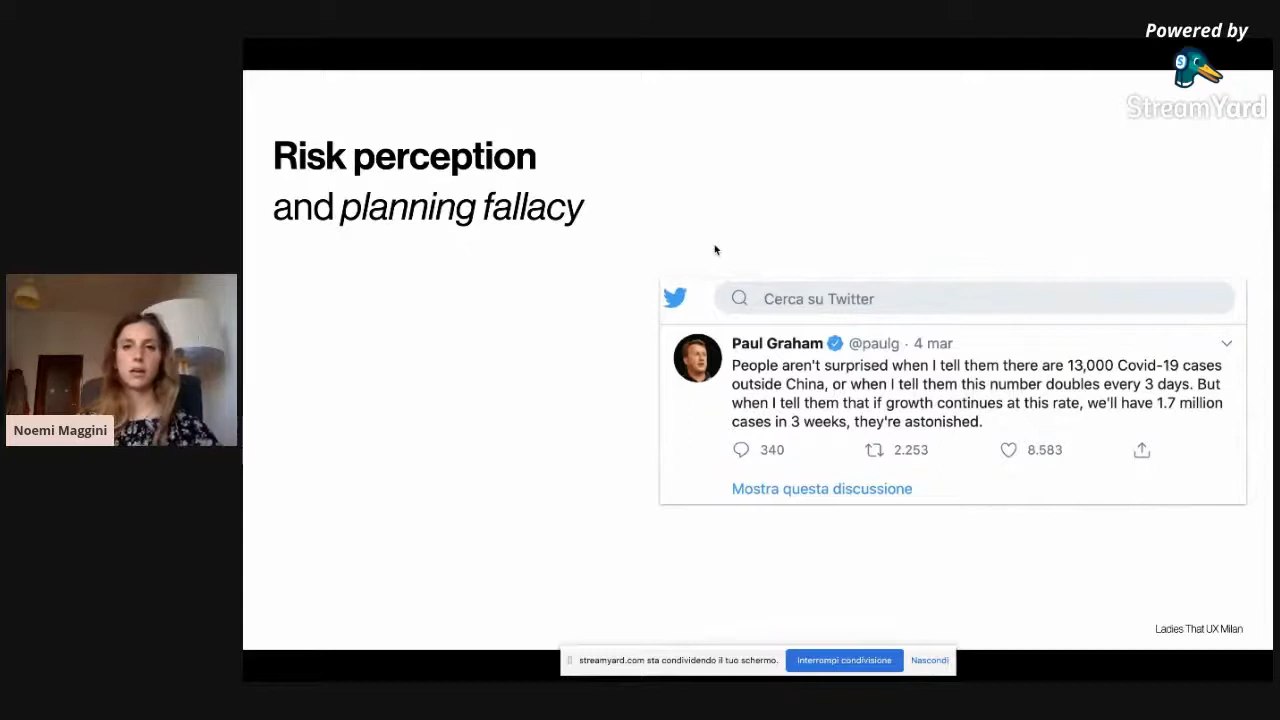 Powered by
StreamYard
Risk perception
and planning fallacy
Cerca su Twitter
Paul Graham @paulg · 4 mar
People aren't surprised when I tell them there are 13,000 Covid-19 cases
outside China, or when I tell them this number doubles every 3 days. But
when I tell them that if growth continues at this rate, we'll have 1.7 million
cases in 3 weeks, they're astonished.
340 2.253 8.583
Mostra questa discussione
Noemi Maggini
Ladies That UX Milan
streamyard.com sta condividendo il tuo schermo. Interrompi condivisione Nascondi